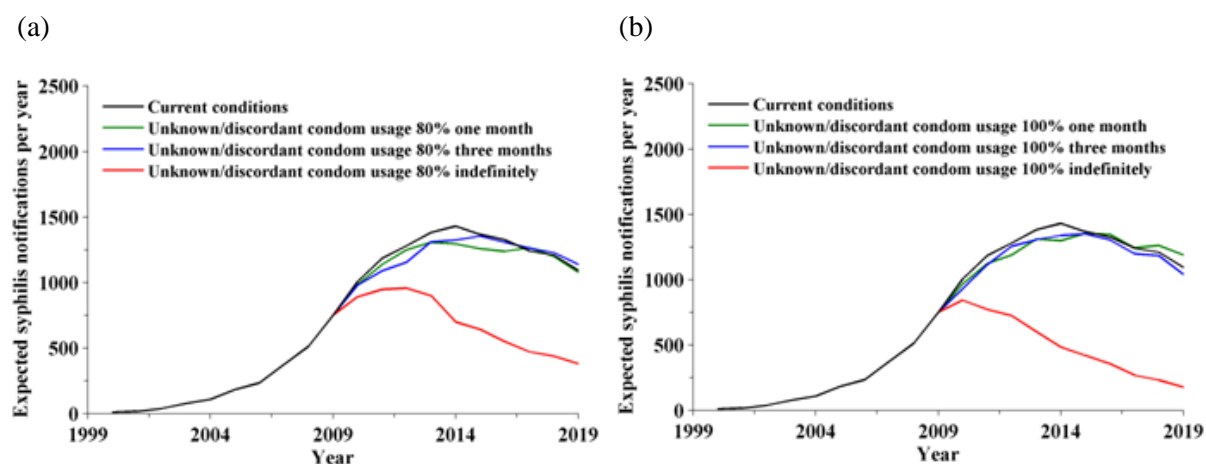 (a)
Expected syphilis notifications per year
2500
2000
1500
1000
500
0
Current conditions
Unknown/discordant condom usage 80% one month
Unknown/discordant condom usage 80% three months
Unknown/discordant condom usage 80% indefinitely
1999 2004 2009 2014 2019
Year
(b)
Expected syphilis notifications per year
2500
2000
1500
1000
500
0
Current conditions
Unknown/discordant condom usage 100% one month
Unknown/discordant condom usage 100% three months
Unknown/discordant condom usage 100% indefinitely
1999 2004 2009 2014 2019
Year